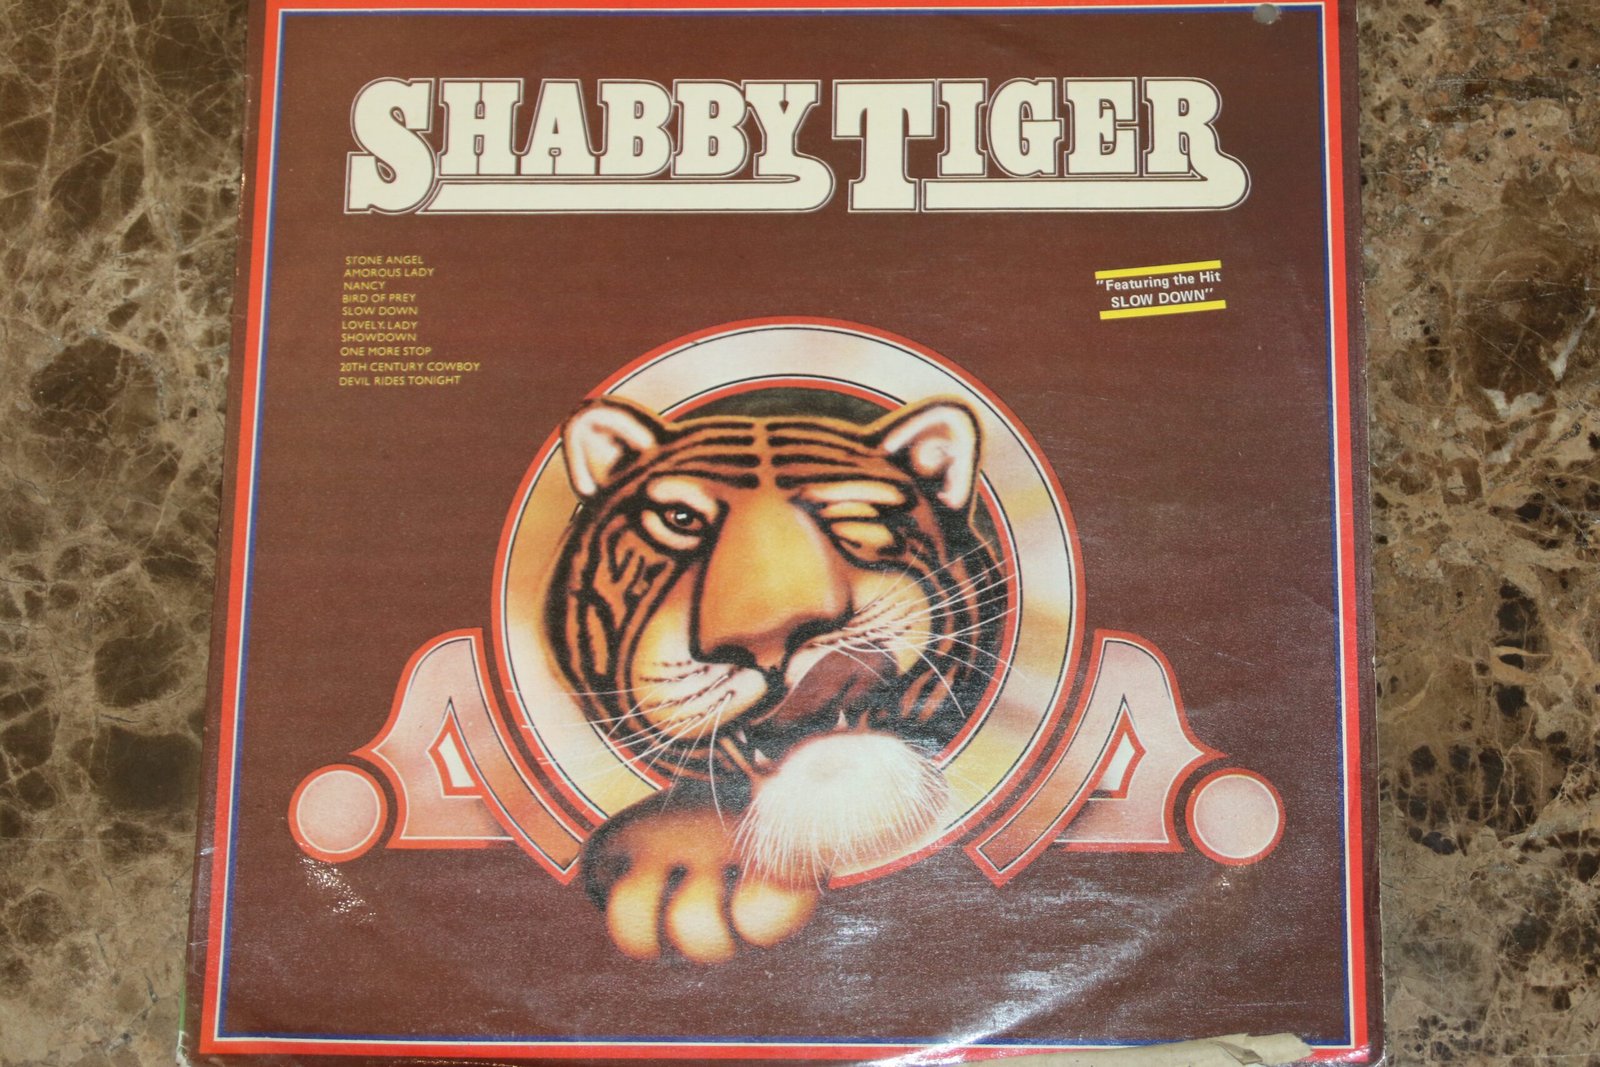 SHABBY TIGER
STONE ANGEL
AMOROUS LADY
NANCY
BIRD OF PREY
SLOW DOWN
LOVELY LADY
SHOWDOWN
ONE MORE STOP
20TH CENTURY COWBOY
DEVIL RIDES TONIGHT
"Featuring the Hit
SLOW DOWN"